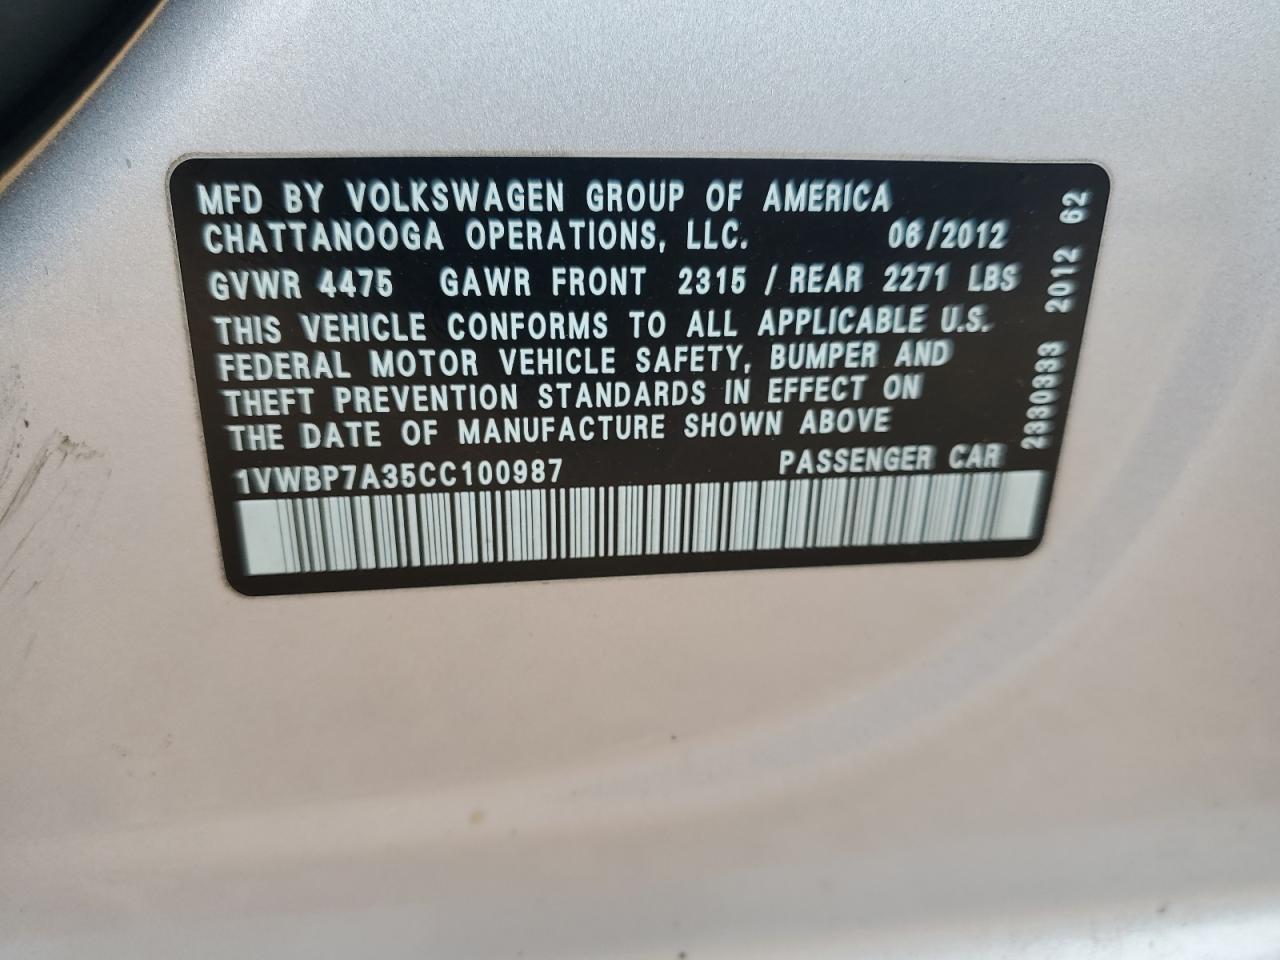 MFD BY VOLKSWAGEN GROUP OF AMERICA
CHATTANOOGA OPERATIONS, LLC. 06/2012
GVWR 4475 GAWR FRONT 2315 / REAR 2271 LBS
THIS VEHICLE CONFORMS TO ALL APPLICABLE U.S.
FEDERAL MOTOR VEHICLE SAFETY, BUMPER AND
THEFT PREVENTION STANDARDS IN EFFECT ON
THE DATE OF MANUFACTURE SHOWN ABOVE
1VWBP7A35CC100987 PASSENGER CAR
2330333 2012 62